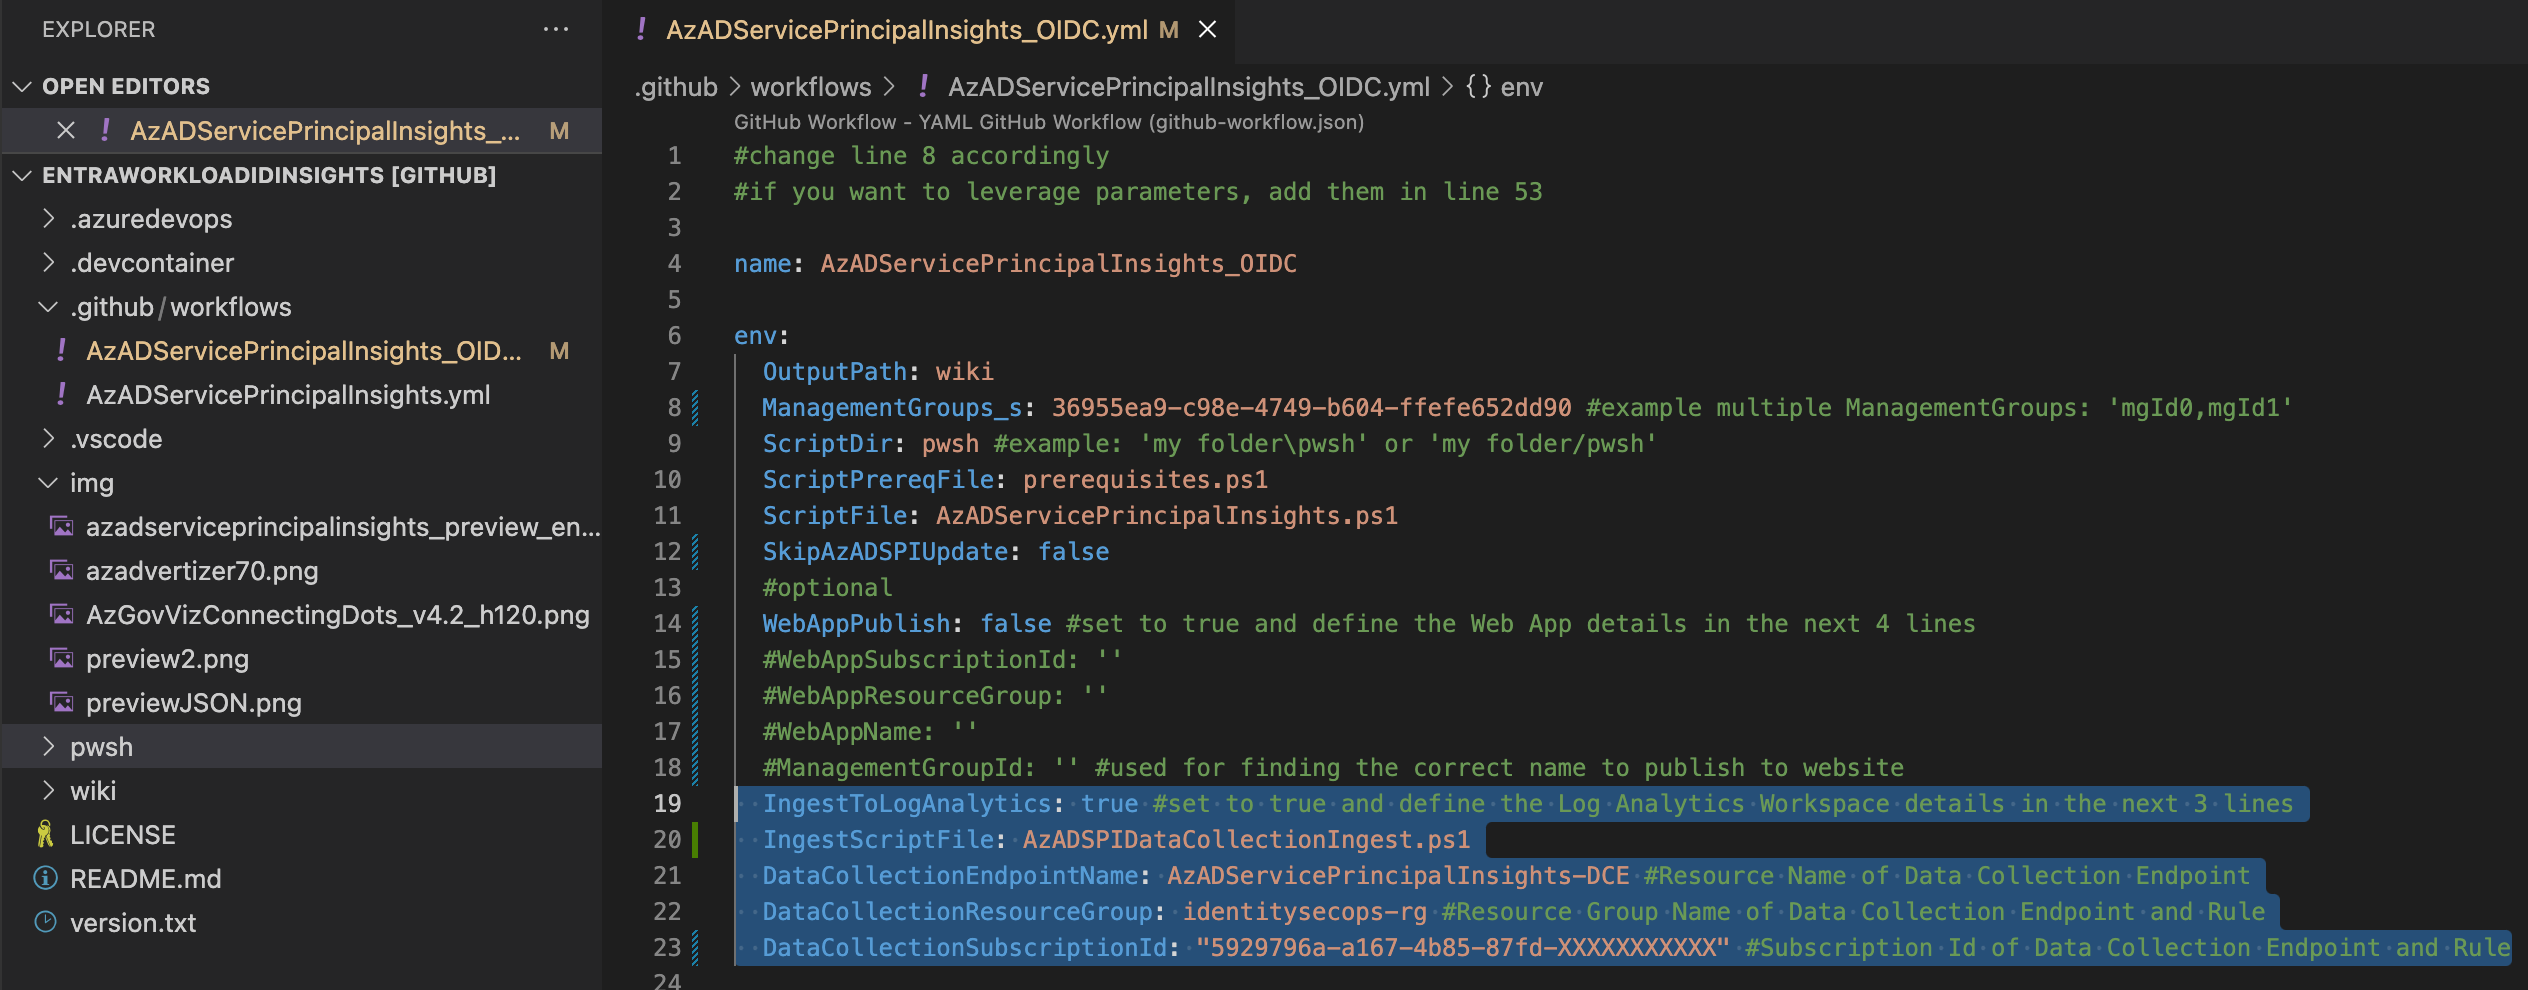 EXPLORER
OPEN EDITORS
AzADServicePrincipalInsights_... M
ENTRAWORKLOADIDINSIGHTS [GITHUB]
.azuredevops
.devcontainer
.github/workflows
AzADServicePrincipalInsights_OID... M
AzADServicePrincipalInsights.yml
.vscode
img
azadserviceprincipalinsights_preview_en...
azadvertizer70.png
AzGovVizConnectingDots_v4.2_h120.png
preview2.png
previewJSON.png
pwsh
wiki
LICENSE
README.md
version.txt
AzADServicePrincipalInsights_OIDC.yml M
.github > workflows > ! AzADServicePrincipalInsights_OIDC.yml > {} env
GitHub Workflow - YAML GitHub Workflow (github-workflow.json)
1 #change line 8 accordingly
2 #if you want to leverage parameters, add them in line 53
3
4 name: AzADServicePrincipalInsights_OIDC
5
6 env:
7 OutputPath: wiki
8 ManagementGroups_s: 36955ea9-c98e-4749-b604-ffefe652dd90 #example multiple ManagementGroups: 'mgId0,mgId1'
9 ScriptDir: pwsh #example: 'my folder\pwsh' or 'my folder/pwsh'
10 ScriptPrereqFile: prerequisites.ps1
11 ScriptFile: AzADServicePrincipalInsights.ps1
12 SkipAzADSPIUpdate: false
13 #optional
14 WebAppPublish: false #set to true and define the Web App details in the next 4 lines
15 #WebAppSubscriptionId: ''
16 #WebAppResourceGroup: ''
17 #WebAppName: ''
18 #ManagementGroupId: '' #used for finding the correct name to publish to website
19 IngestToLogAnalytics: true #set to true and define the Log Analytics Workspace details in the next 3 lines
20 IngestScriptFile: AzADSPIDataCollectionIngest.ps1
21 DataCollectionEndpointName: AzADServicePrincipalInsights-DCE #Resource Name of Data Collection Endpoint
22 DataCollectionResourceGroup: identitysecops-rg #Resource Group Name of Data Collection Endpoint and Rule
23 DataCollectionSubscriptionId: "5929796a-a167-4b85-87fd-XXXXXXXXXXX" #Subscription Id of Data Collection Endpoint and Rule
24